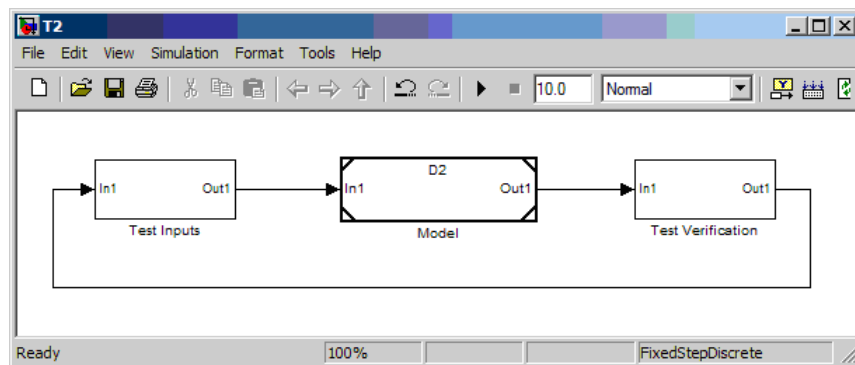 T2
File Edit View Simulation Format Tools Help
10.0 Normal
D2
In1 Out1 In1 Out1 In1 Out1
Test Inputs Model Test Verification
Ready 100% FixedStepDiscrete